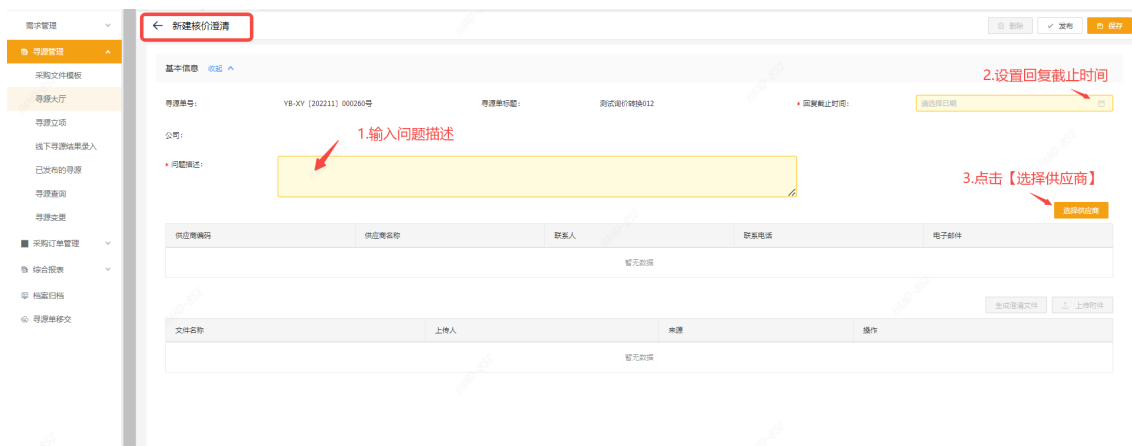 需求管理
← 新建核价澄清
删除
发布
保存
寻源管理
基本信息 收起
采购文件模板
2.设置回复截止时间
寻源大厅
寻源单号:
YB-XY [202211] 000260号
寻源单标题:
测试询价转换012
* 回复截止时间:
请选择日期
寻源立项
公司:
1.输入问题描述
线下寻源结果录入
已发布的寻源
* 问题描述:
3.点击【选择供应商】
寻源查询
寻源变更
选择供应商
采购订单管理
供应商编码
供应商名称
联系人
联系电话
电子邮件
综合报表
暂无数据
档案归档
生成澄清文件
上传附件
寻源单移交
文件名称
上传人
来源
操作
暂无数据